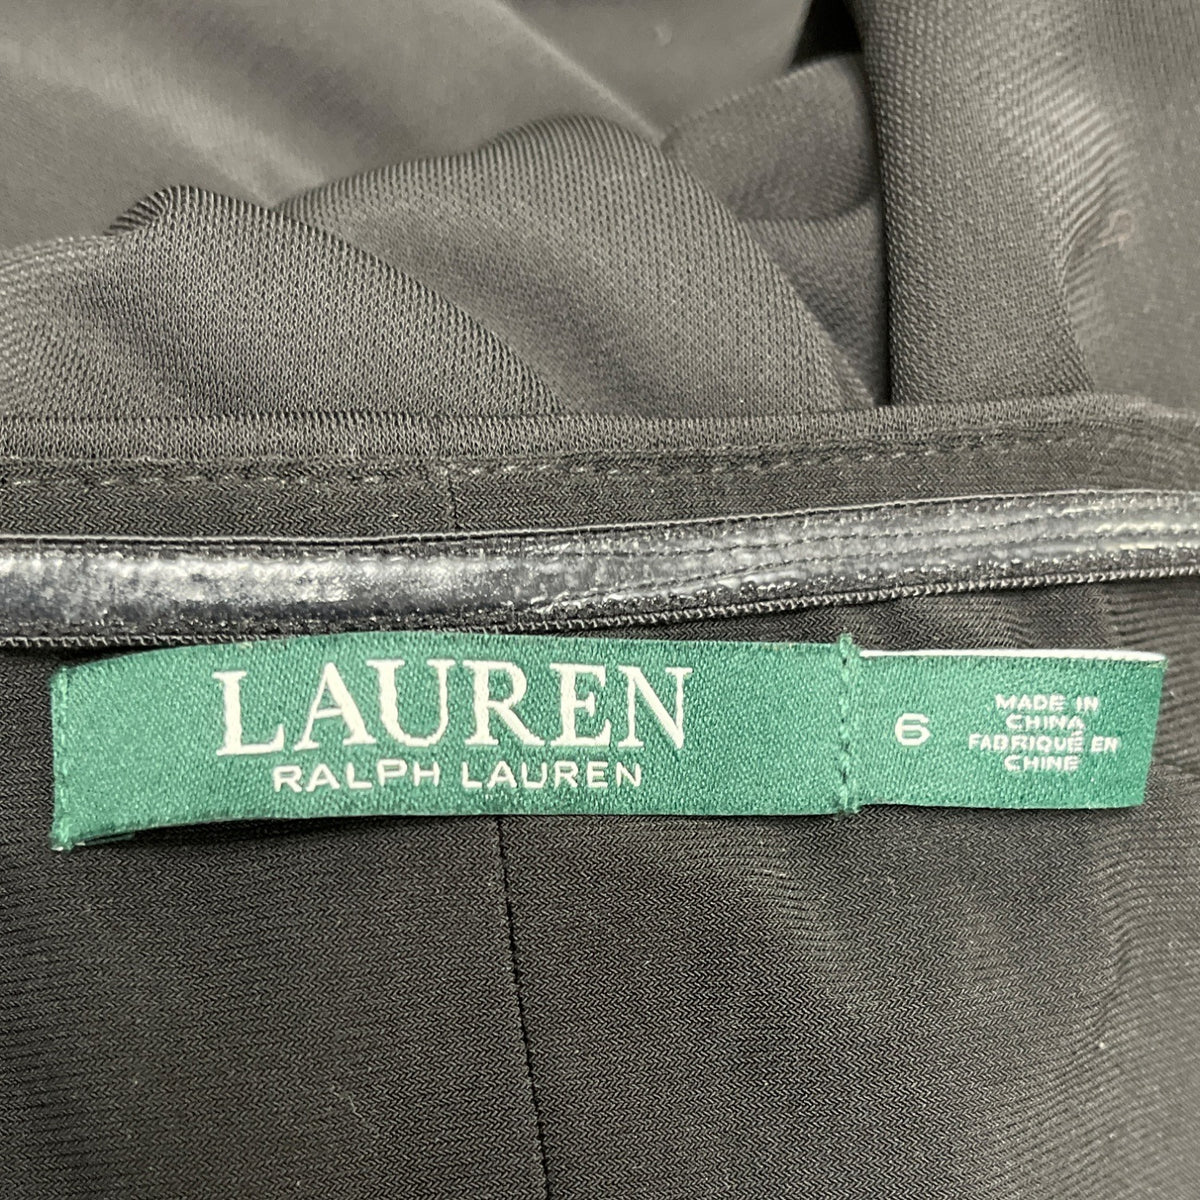 LAUREN
RALPH LAUREN
6
MADE IN
CHINA
FABRIQUÉ EN
CHINE